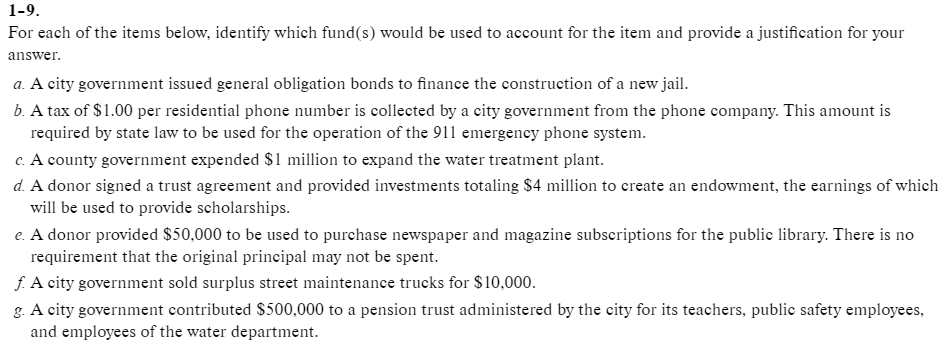 1-9.
For each of the items below, identify which fund(s) would be used to account for the item and provide a justification for your
answer.
a. A city government issued general obligation bonds to finance the construction of a new jail.
b. A tax of $1.00 per residential phone number is collected by a city government from the phone company. This amount is
required by state law to be used for the operation of the 911 emergency phone system.
c. A county government expended $1 million to expand the water treatment plant.
d. A donor signed a trust agreement and provided investments totaling $4 million to create an endowment, the earnings of which
will be used to provide scholarships.
e. A donor provided $50,000 to be used to purchase newspaper and magazine subscriptions for the public library. There is no
requirement that the original principal may not be spent.
f. A city government sold surplus street maintenance trucks for $10,000.
g. A city government contributed $500,000 to a pension trust administered by the city for its teachers, public safety employees,
and employees of the water department.